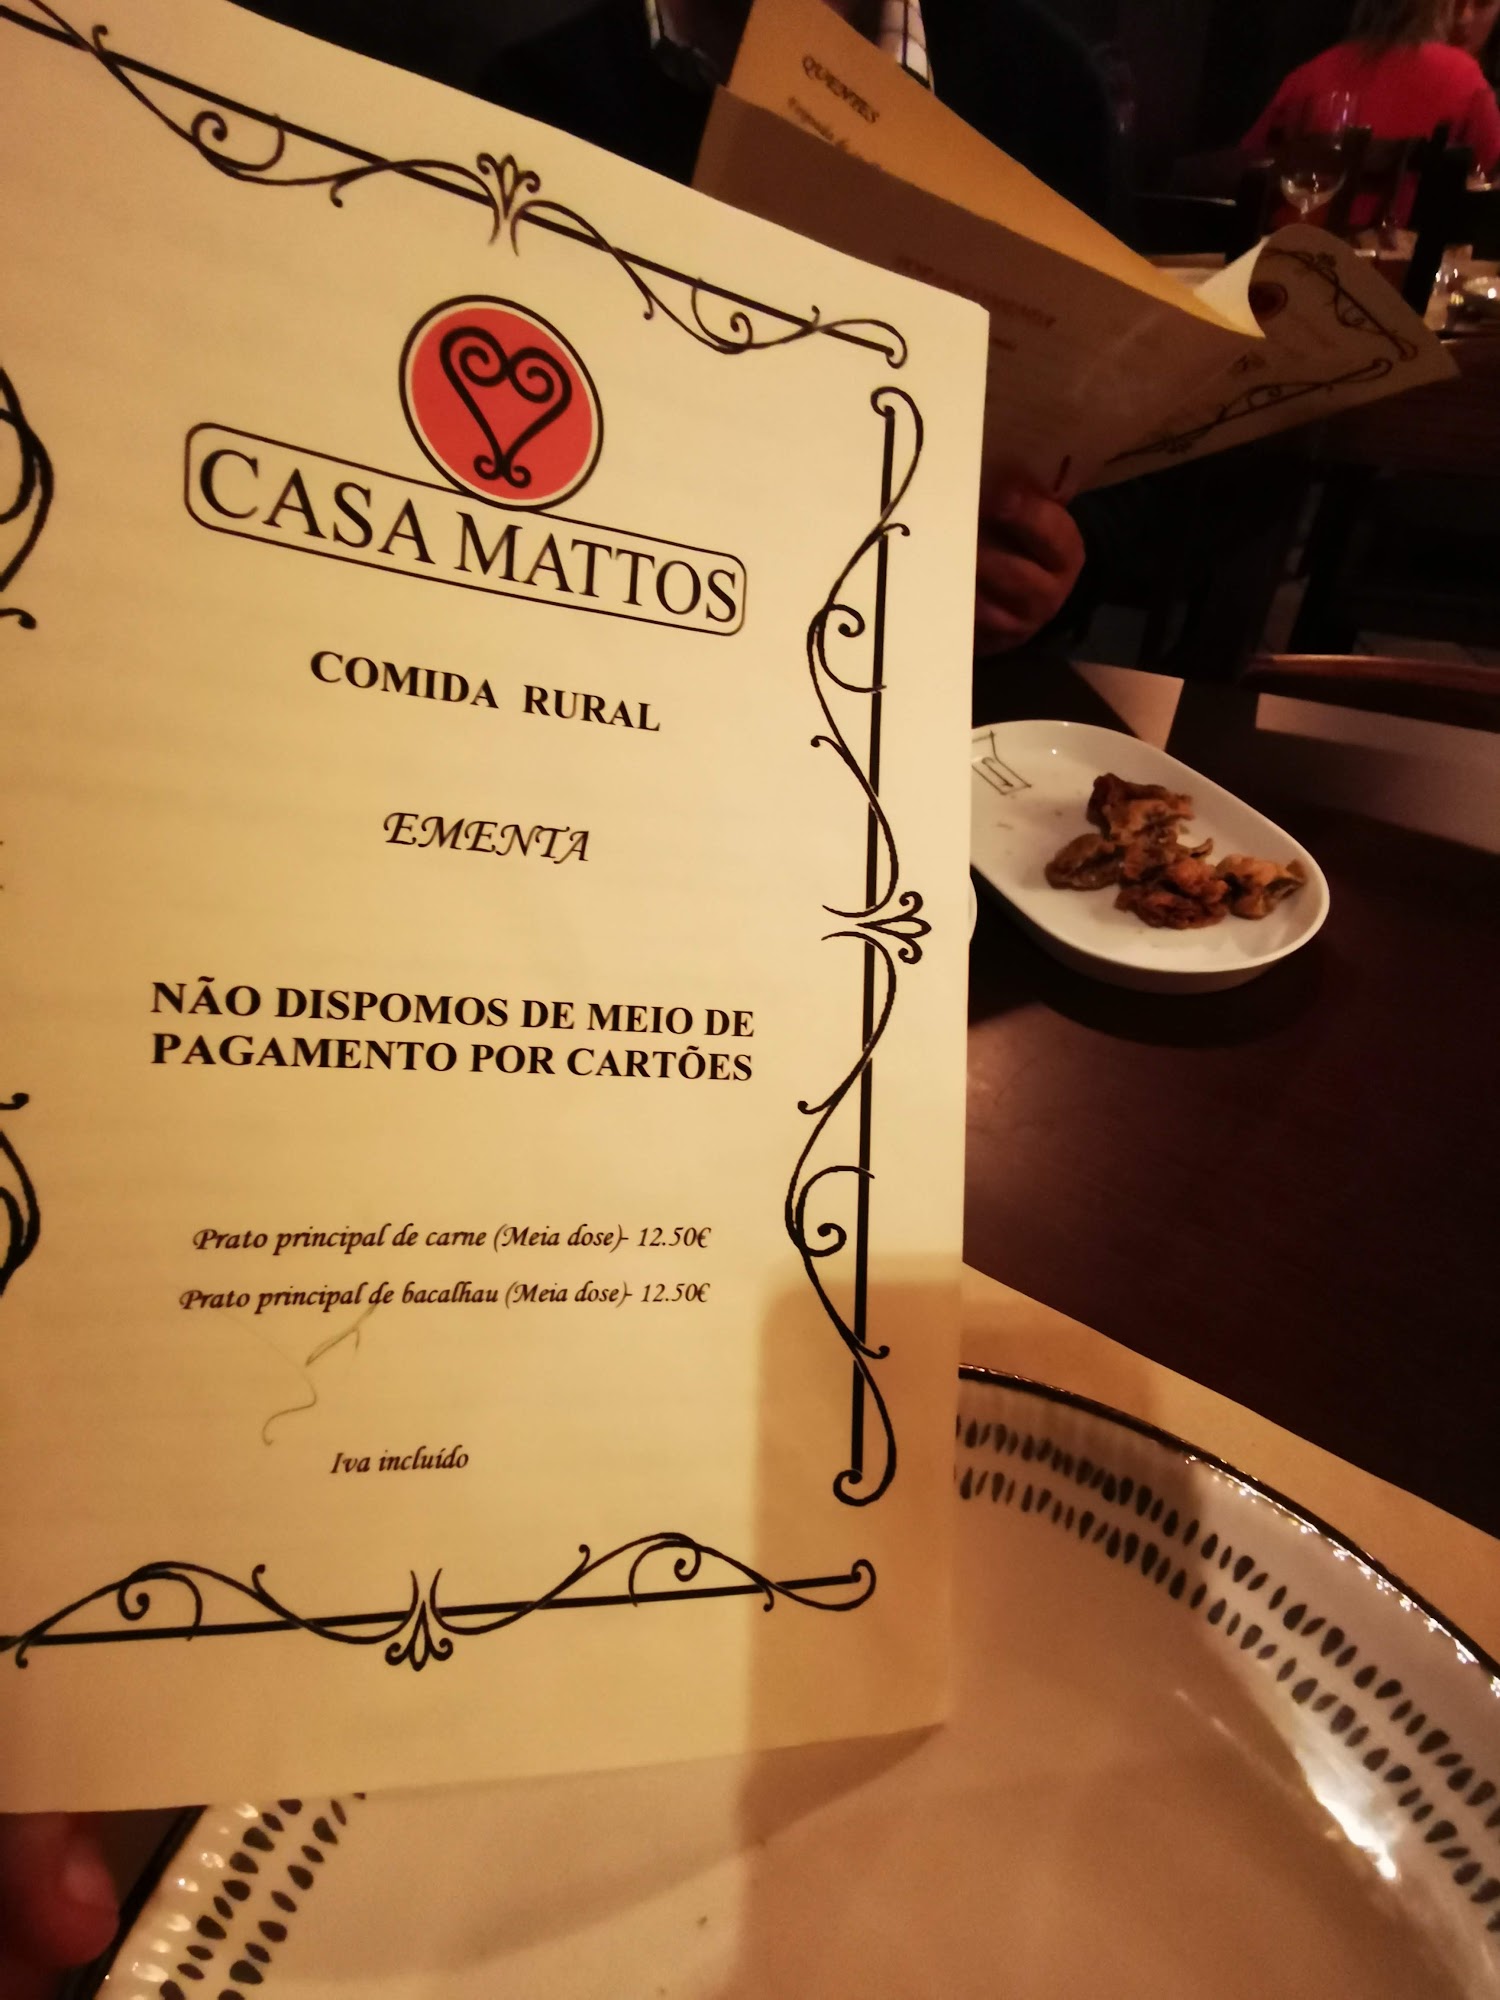 CASA MATTOS
COMIDA RURAL
EMENTA
NÃO DISPOMOS DE MEIO DE
PAGAMENTO POR CARTÕES
Prato principal de carne (Meia dose)- 12.50€
Prato principal de bacalhau (Meia dose)- 12.50€
Iva incluído
QUENTES